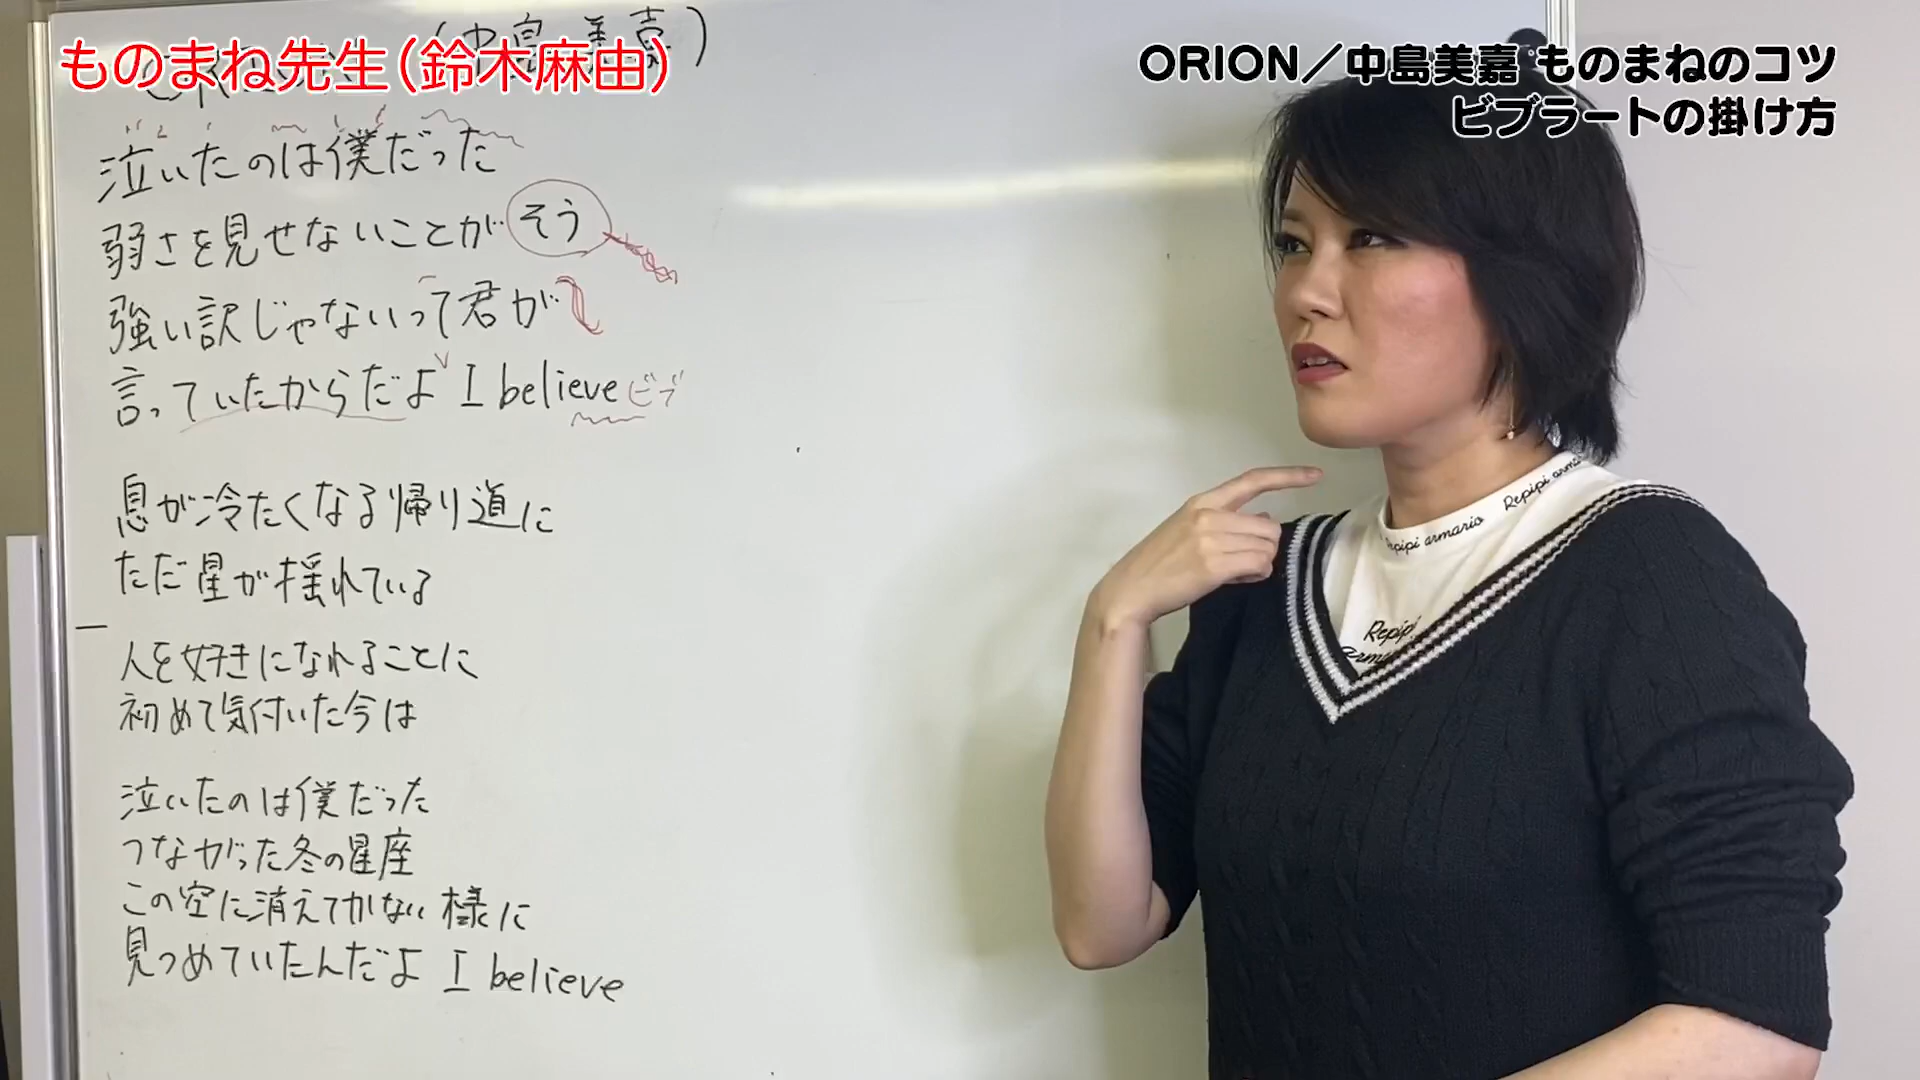 ものまね先生（鈴木麻由）
ORION／中島美嘉 ものまねのコツ
ビブラートの掛け方
泣いたのは僕だった
弱さを見せないことが そう
強い訳じゃないって君が
言っていたからだよ I believe ビブ
息が冷たくなる帰り道に
ただ星が揺れている
人を好きになれることに
初めて気付いた今は
泣いたのは僕だった
つながった冬の星座
この空に消えてかない様に
見つめていたんだよ I believe
Repipi armario
Repipi armario
Repipi